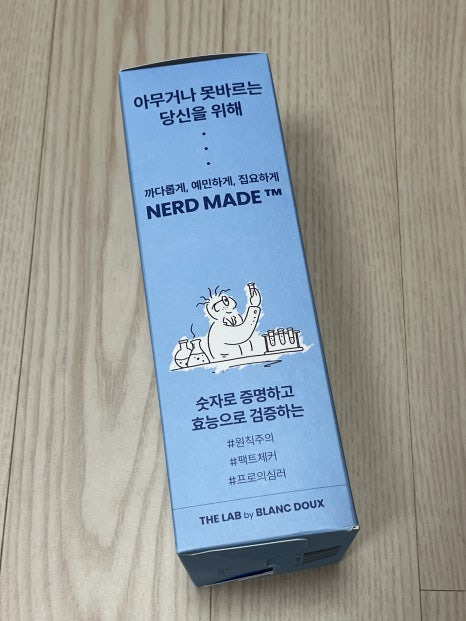 아무거나 못바르는
당신을 위해
까다롭게, 예민하게, 집요하게
NERD MADE ™
숫자로 증명하고
효능으로 검증하는
#원칙주의
#팩트체커
#프로의심러
THE LAB by BLANC DOUX